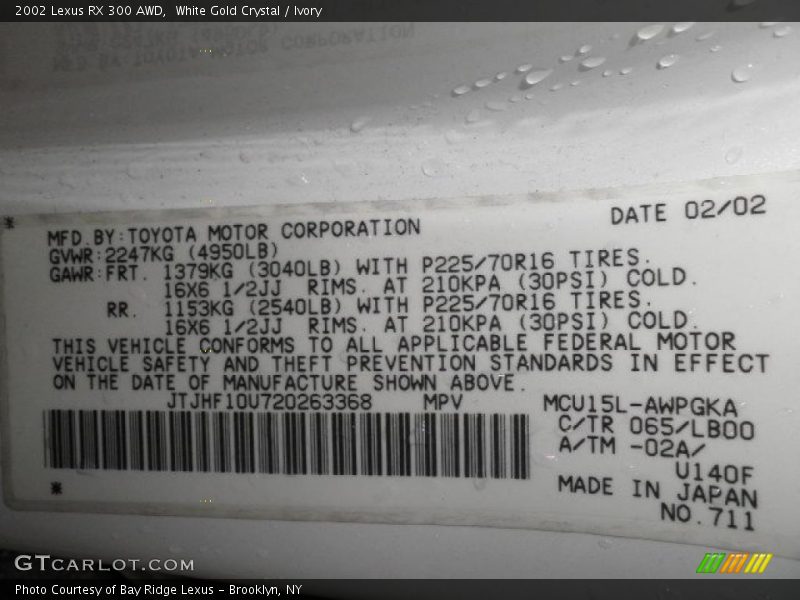 2002 Lexus RX 300 AWD, White Gold Crystal / Ivory
DATE 02/02
MFD.BY:TOYOTA MOTOR CORPORATION
GVWR:2247KG (4950LB)
GAWR:FRT. 1379KG (3040LB) WITH P225/70R16 TIRES.
16X6 1/2JJ RIMS. AT 210KPA (30PSI) COLD.
RR. 1153KG (2540LB) WITH P225/70R16 TIRES.
16X6 1/2JJ RIMS. AT 210KPA (30PSI) COLD.
THIS VEHICLE CONFORMS TO ALL APPLICABLE FEDERAL MOTOR
VEHICLE SAFETY AND THEFT PREVENTION STANDARDS IN EFFECT
ON THE DATE OF MANUFACTURE SHOWN ABOVE.
JTJHF10U720263368 MPV MCU15L-AWPGKA
C/TR 065/LB00
A/TM -02A/
U140F
MADE IN JAPAN
NO.711
GTCARLOT.COM
Photo Courtesy of Bay Ridge Lexus - Brooklyn, NY